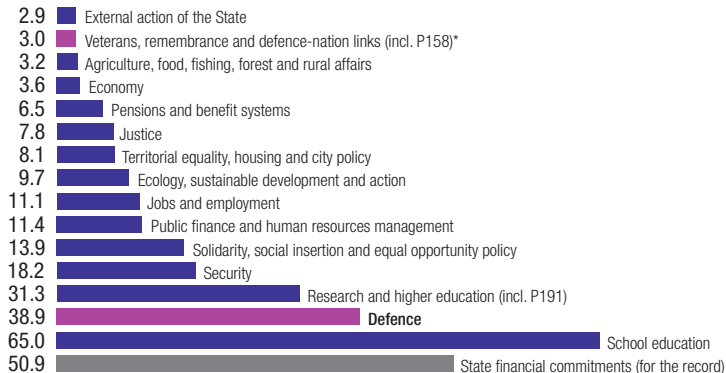 2.9 External action of the State
3.0 Veterans, remembrance and defence-nation links (incl. P158)*
3.2 Agriculture, food, fishing, forest and rural affairs
3.6 Economy
6.5 Pensions and benefit systems
7.8 Justice
8.1 Territorial equality, housing and city policy
9.7 Ecology, sustainable development and action
11.1 Jobs and employment
11.4 Public finance and human resources management
13.9 Solidarity, social insertion and equal opportunity policy
18.2 Security
31.3 Research and higher education (incl. P191)
38.9 Defence
65.0 School education
50.9 State financial commitments (for the record)